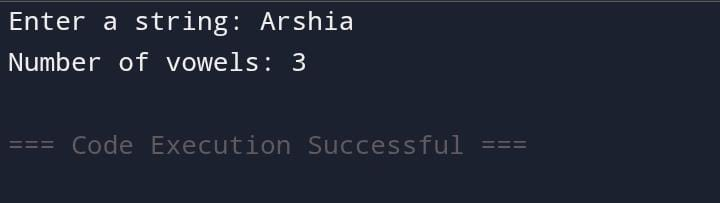 Enter a string: Arshia
Number of vowels: 3
=== Code Execution Successful ===